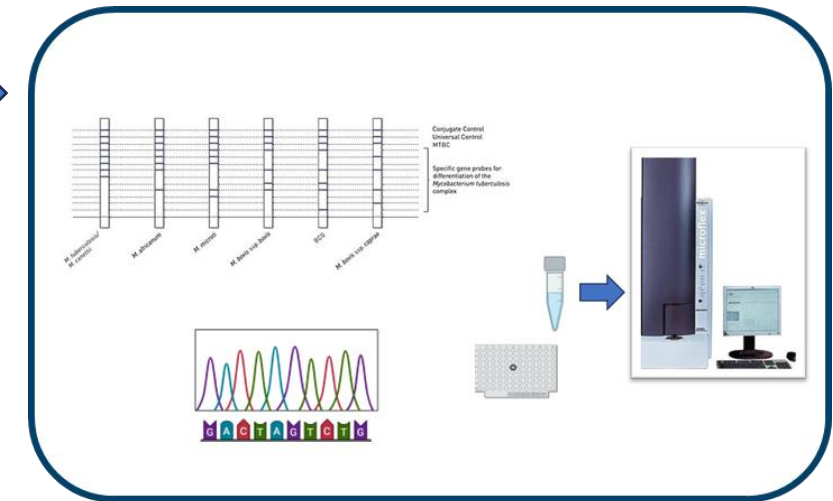 Conjugate Control
Universal Control
MTBC
Specific gene probes for
differentiation of the
Mycobacterium tuberculosis
complex
M. tuberculosis/
M. canettii
M. africanum
M. microti
M. bovis ssp. bovis
BCG
M. bovis ssp. caprae
microflex
G A C T A G T C T G